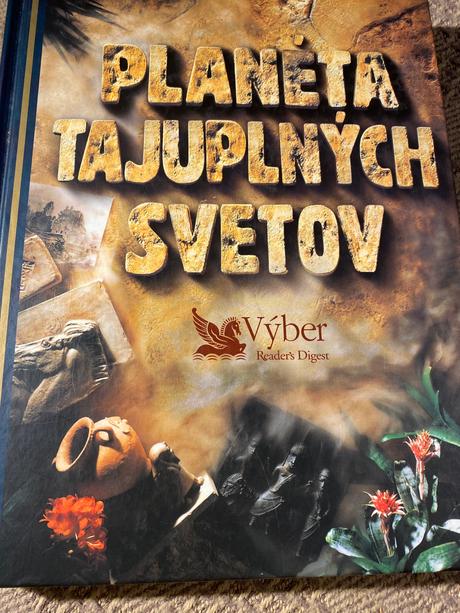 PLANÉTA
TAJUPLNÝCH
SVETOV
Výber
Reader's Digest